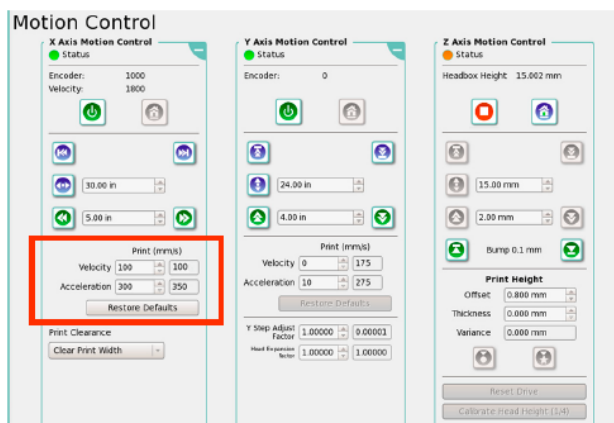 Motion Control
X Axis Motion Control
Status
Encoder: 1000
Velocity: 1800
30.00 in
5.00 in
Print (mm/s)
Velocity 100 100
Acceleration 300 350
Restore Defaults
Print Clearance
Clear Print Width
Y Axis Motion Control
Status
Encoder: 0
24.00 in
4.00 in
Print (mm/s)
Velocity 0 175
Acceleration 10 275
Restore Defaults
Y Step Adjust
Factor 1.00000 0.00001
Head Expansion
factor 1.00000 1.00000
Z Axis Motion Control
Status
Headbox Height 15.002 mm
15.00 mm
2.00 mm
Bump 0.1 mm
Print Height
Offset 0.800 mm
Thickness 0.000 mm
Variance 0.000 mm
Reset Drive
Calibrate Head Height (1/4)